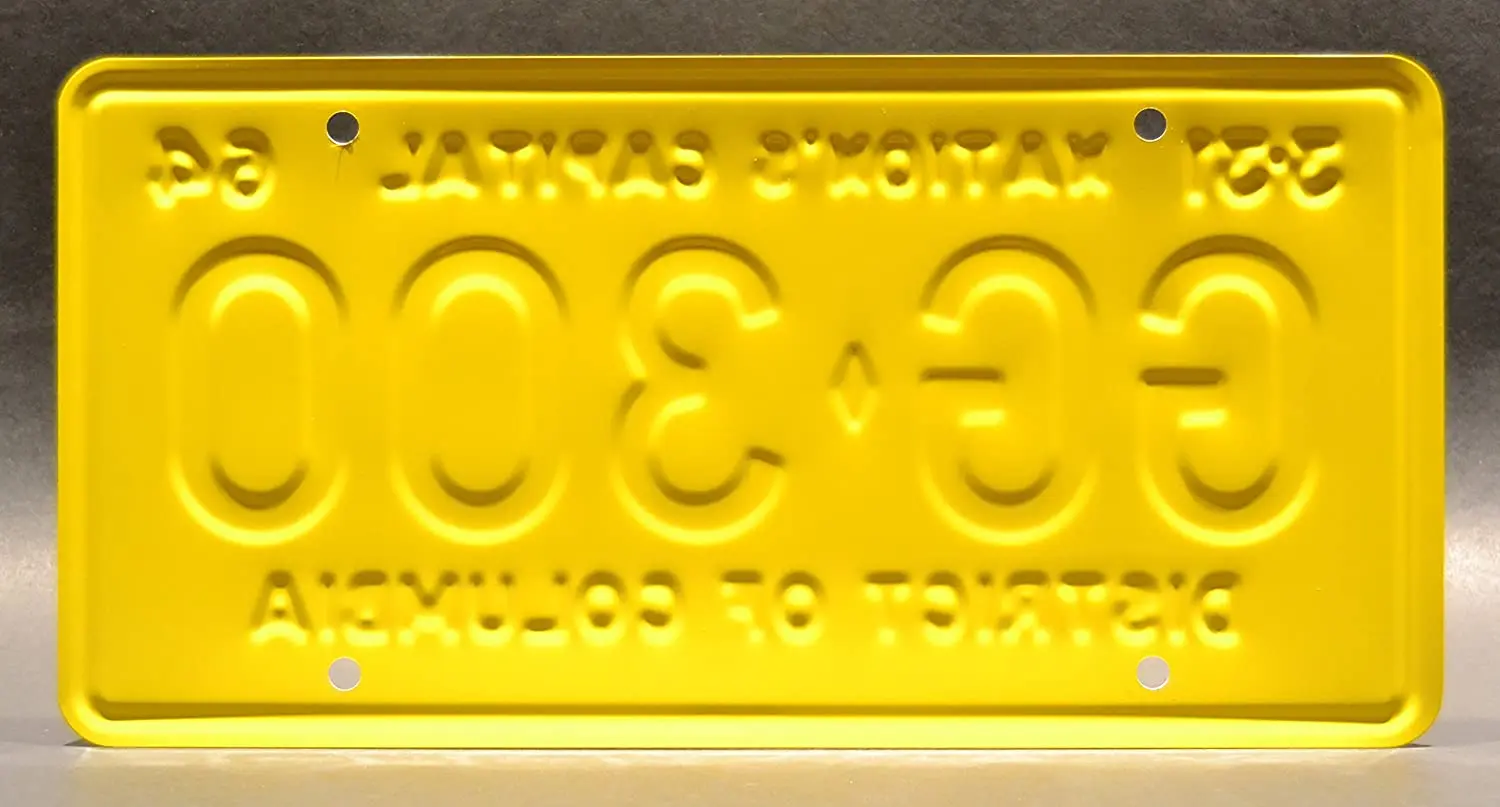 3·31 NATION'S CAPITAL 64
GG◊300
DISTRICT OF COLUMBIA